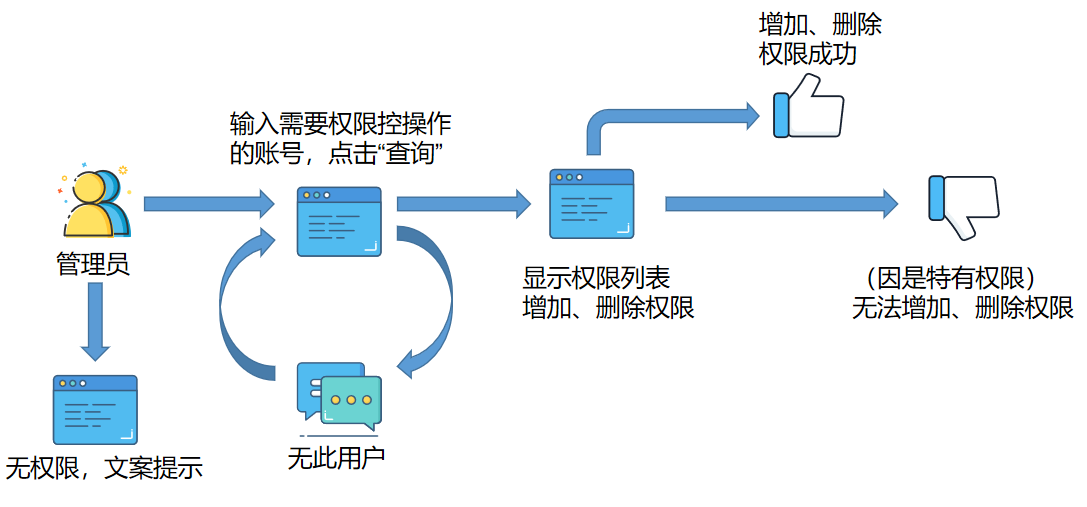 增加、删除
权限成功
输入需要权限控操作
的账号，点击“查询”
管理员
显示权限列表
增加、删除权限
（因是特有权限）
无法增加、删除权限
无权限，文案提示
无此用户